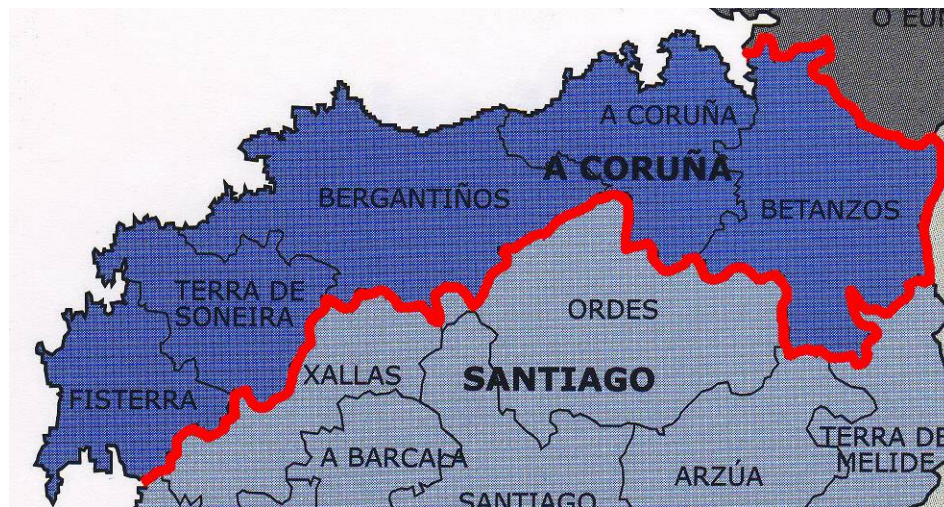 O EU
A CORUÑA
A CORUÑA
BERGANTIÑOS
BETANZOS
TERRA DE
SONEIRA
ORDES
XALLAS
SANTIAGO
FISTERRA
TERRA DE
MELIDE
A BARCALA
ARZÚA
SANTIAGO